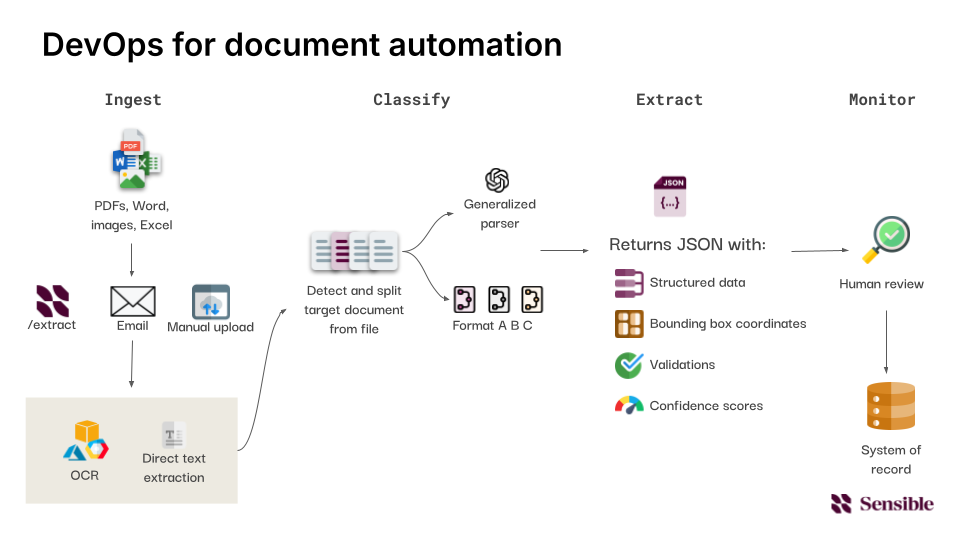 DevOps for document automation
Ingest
PDF
W
X
PDFs, Word,
images, Excel
/extract
Email
Manual upload
OCR
T
Direct text
extraction
Classify
Detect and split
target document
from file
Generalized
parser
Format A B C
Extract
JSON
{...}
Returns JSON with:
Structured data
Bounding box coordinates
Validations
Confidence scores
Monitor
Human review
System of
record
Sensible